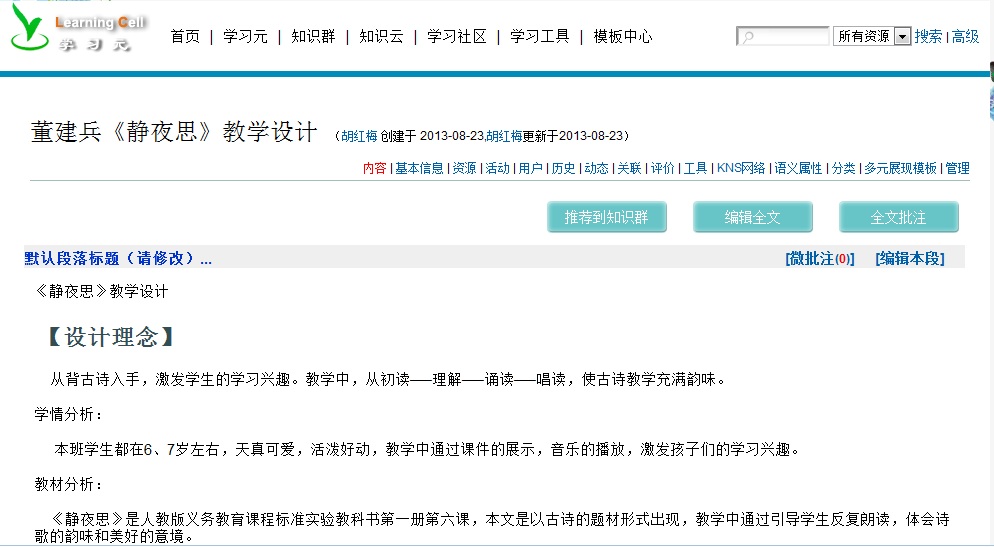 Learning Cell
学习元
首页 | 学习元 | 知识群 | 知识云 | 学习社区 | 学习工具 | 模板中心
所有资源 搜索 | 高级
董建兵《静夜思》教学设计 （胡红梅 创建于 2013-08-23,胡红梅更新于2013-08-23）
内容 | 基本信息 | 资源 | 活动 | 用户 | 历史 | 动态 | 关联 | 评价 | 工具 | KNS网络 | 语义属性 | 分类 | 多元展现模板 | 管理
推荐到知识群 编辑全文 全文批注
默认段落标题（请修改）... [微批注(0)] [编辑本段]
《静夜思》教学设计
【设计理念】
从背古诗入手，激发学生的学习兴趣。教学中，从初读──理解──诵读──唱读，使古诗教学充满韵味。
学情分析：
本班学生都在6、7岁左右，天真可爱，活泼好动，教学中通过课件的展示，音乐的播放，激发孩子们的学习兴趣。
教材分析：
《静夜思》是人教版义务教育课程标准实验教科书第一册第六课，本文是以古诗的题材形式出现，教学中通过引导学生反复朗读，体会诗
歌的韵味和美好的意境。